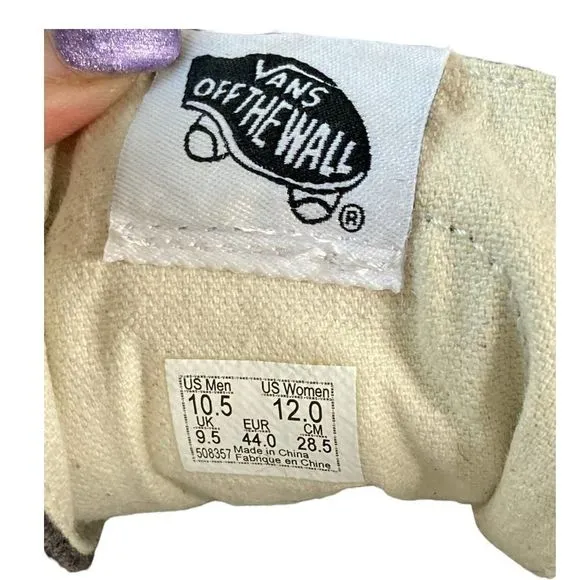 VANS
OFF THE WALL
®
US Men US Women
10.5 12.0
UK EUR CM
9.5 44.0 28.5
508357 Made in China
Fabrique en Chine